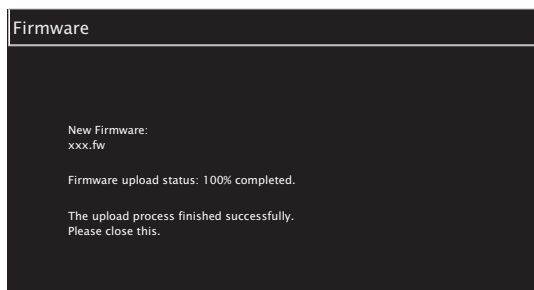 Firmware
New Firmware:
xxx.fw
Firmware upload status: 100% completed.
The upload process finished successfully.
Please close this.